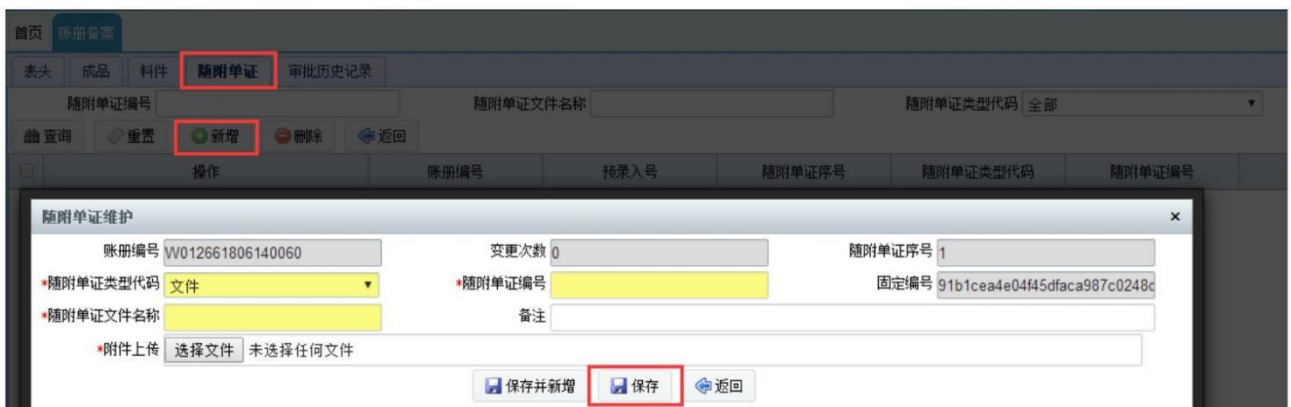 首页 账册备案
表头 成品 料件 随附单证 审批历史记录
随附单证编号 随附单证文件名称 随附单证类型代码 全部
查询 重置 新增 删除 返回
操作 账册编号 预录入号 随附单证序号 随附单证类型代码 随附单证编号
随附单证维护 ×
账册编号 W012661806140060 变更次数 0 随附单证序号 1
*随附单证类型代码 文件 *随附单证编号 固定编号 91b1cea4e04f45dfaca987c0248c
*随附单证文件名称 备注
*附件上传 选择文件 未选择任何文件
保存并新增 保存 返回